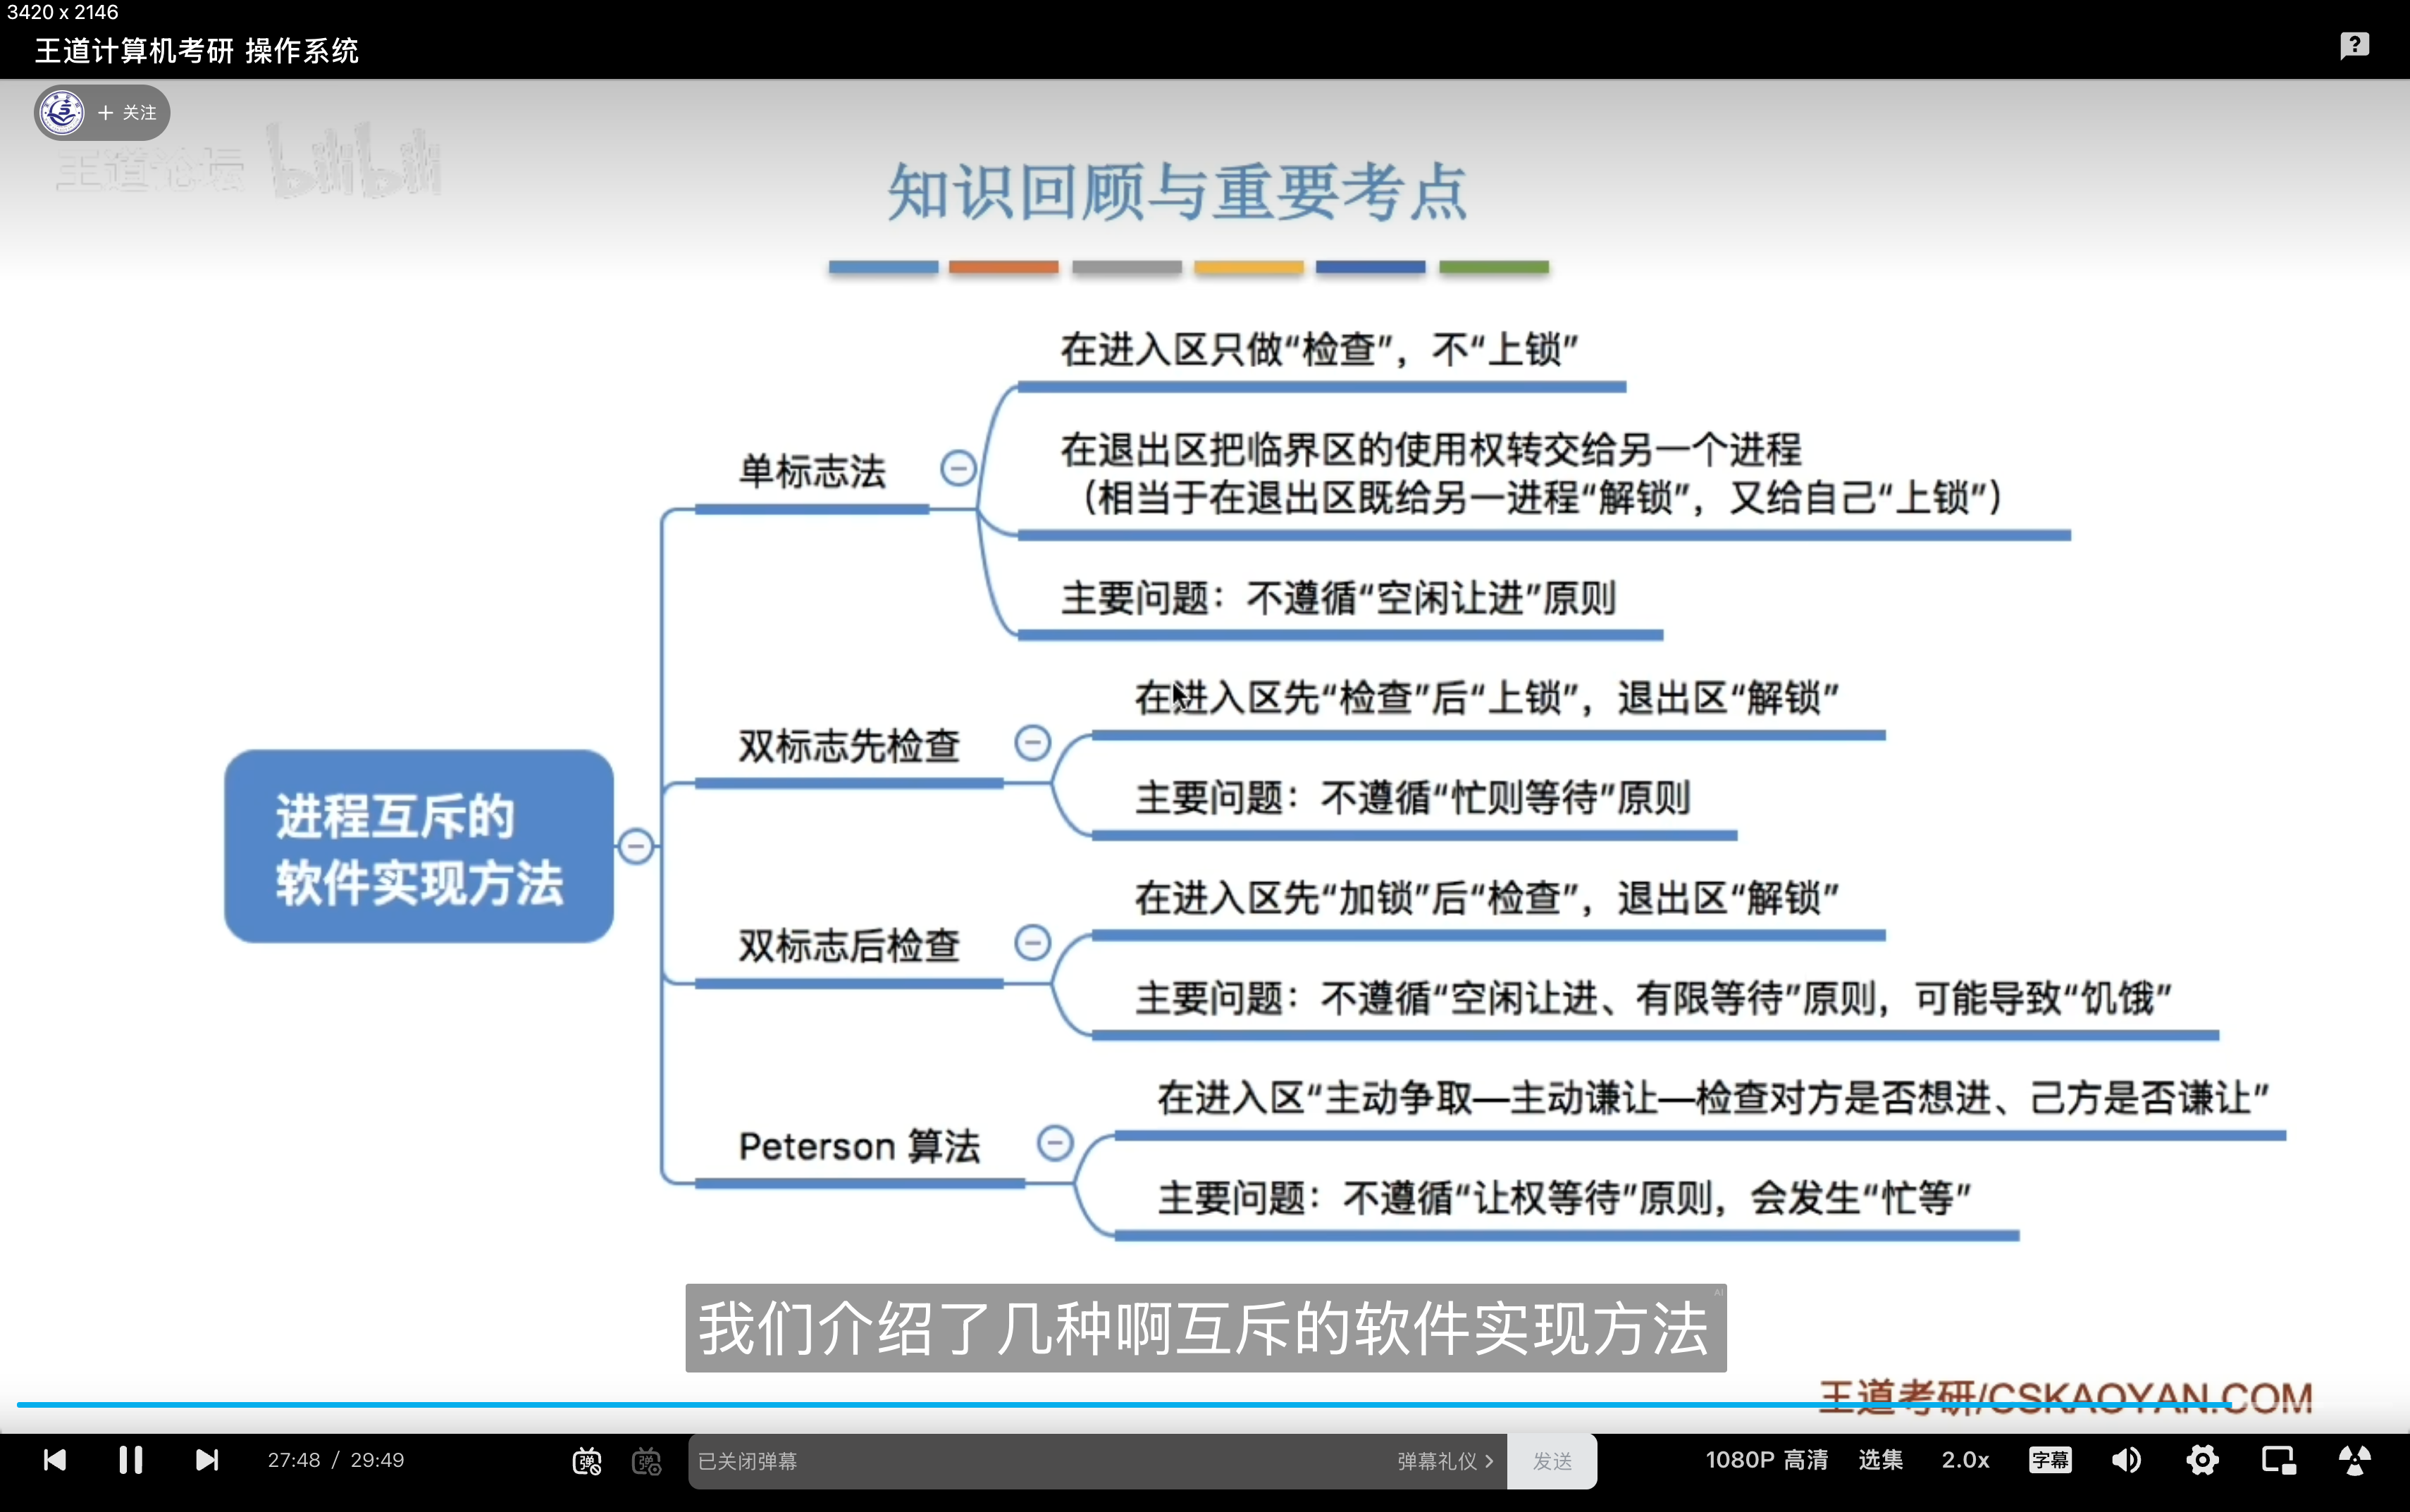 3420 x 2146
王道计算机考研 操作系统
+ 关注
王道论坛 bilibili
知识回顾与重要考点
在进入区只做“检查”，不“上锁”
单标志法
在退出区把临界区的使用权转交给另一个进程
（相当于在退出区既给另一进程“解锁”，又给自己“上锁”）
主要问题：不遵循“空闲让进”原则
在进入区先“检查”后“上锁”，退出区“解锁”
双标志先检查
主要问题：不遵循“忙则等待”原则
进程互斥的
软件实现方法
在进入区先“加锁”后“检查”，退出区“解锁”
双标志后检查
主要问题：不遵循“空闲让进、有限等待”原则，可能导致“饥饿”
在进入区“主动争取—主动谦让—检查对方是否想进、己方是否谦让”
Peterson 算法
主要问题：不遵循“让权等待”原则，会发生“忙等”
我们介绍了几种啊互斥的软件实现方法
AI
王道考研/CSKAOYAN.COM
27:48 / 29:49
弹
弹
已关闭弹幕
弹幕礼仪 >
发送
1080P 高清
选集
2.0x
字幕